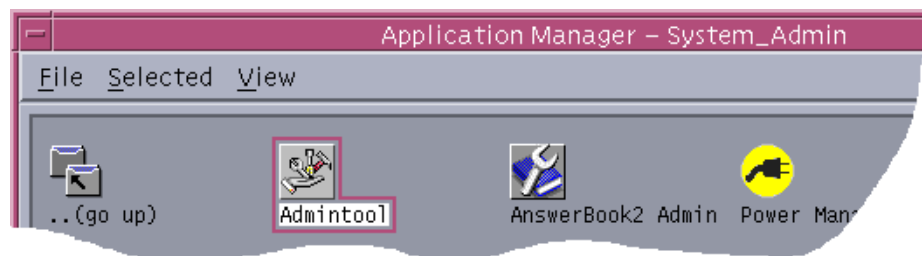 Application Manager – System_Admin
File Selected View
..(go up) Admintool AnswerBook2 Admin Power